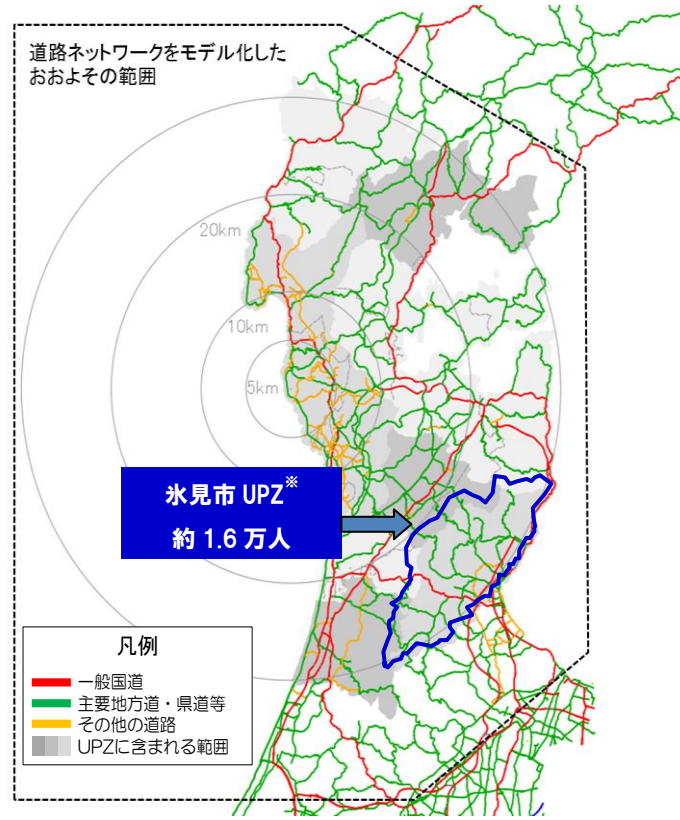 道路ネットワークをモデル化した
おおよその範囲
20km
10km
5km
氷見市 UPZ※
約 1.6 万人
凡例
一般国道
主要地方道・県道等
その他の道路
UPZに含まれる範囲